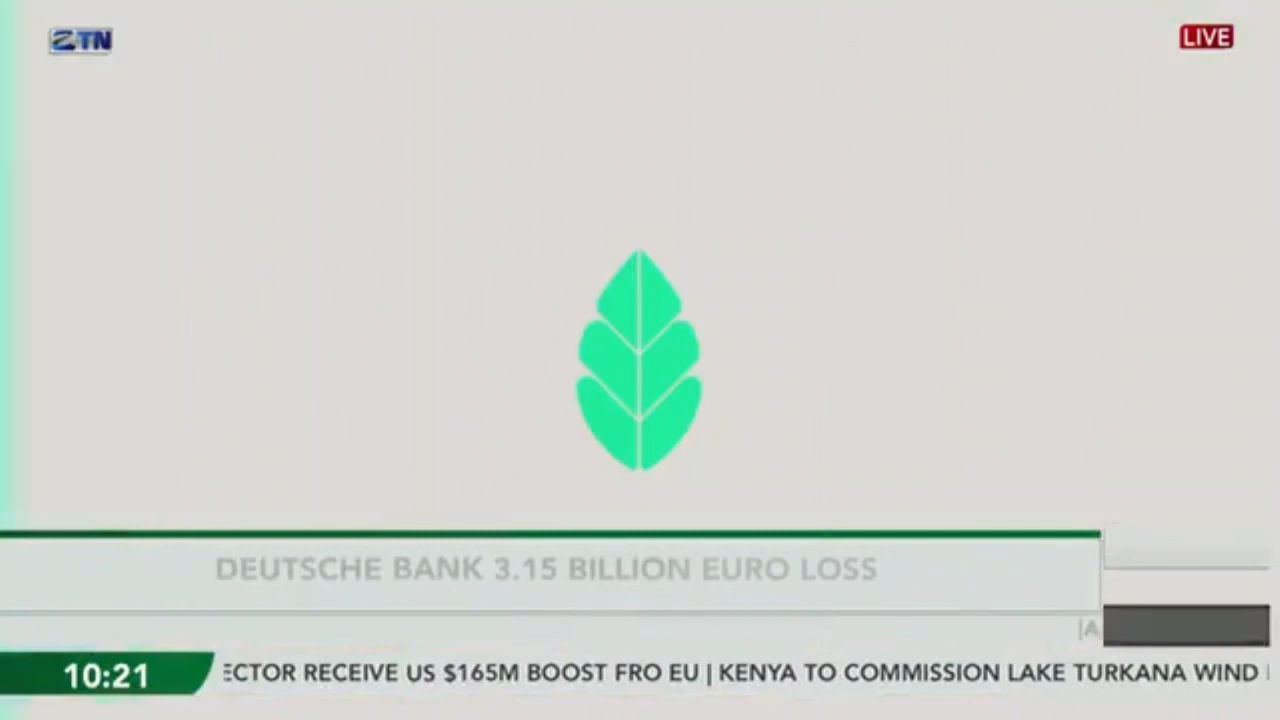 ZTN
LIVE
DEUTSCHE BANK 3.15 BILLION EURO LOSS
|A
10:21
ECTOR RECEIVE US $165M BOOST FRO EU | KENYA TO COMMISSION LAKE TURKANA WIND